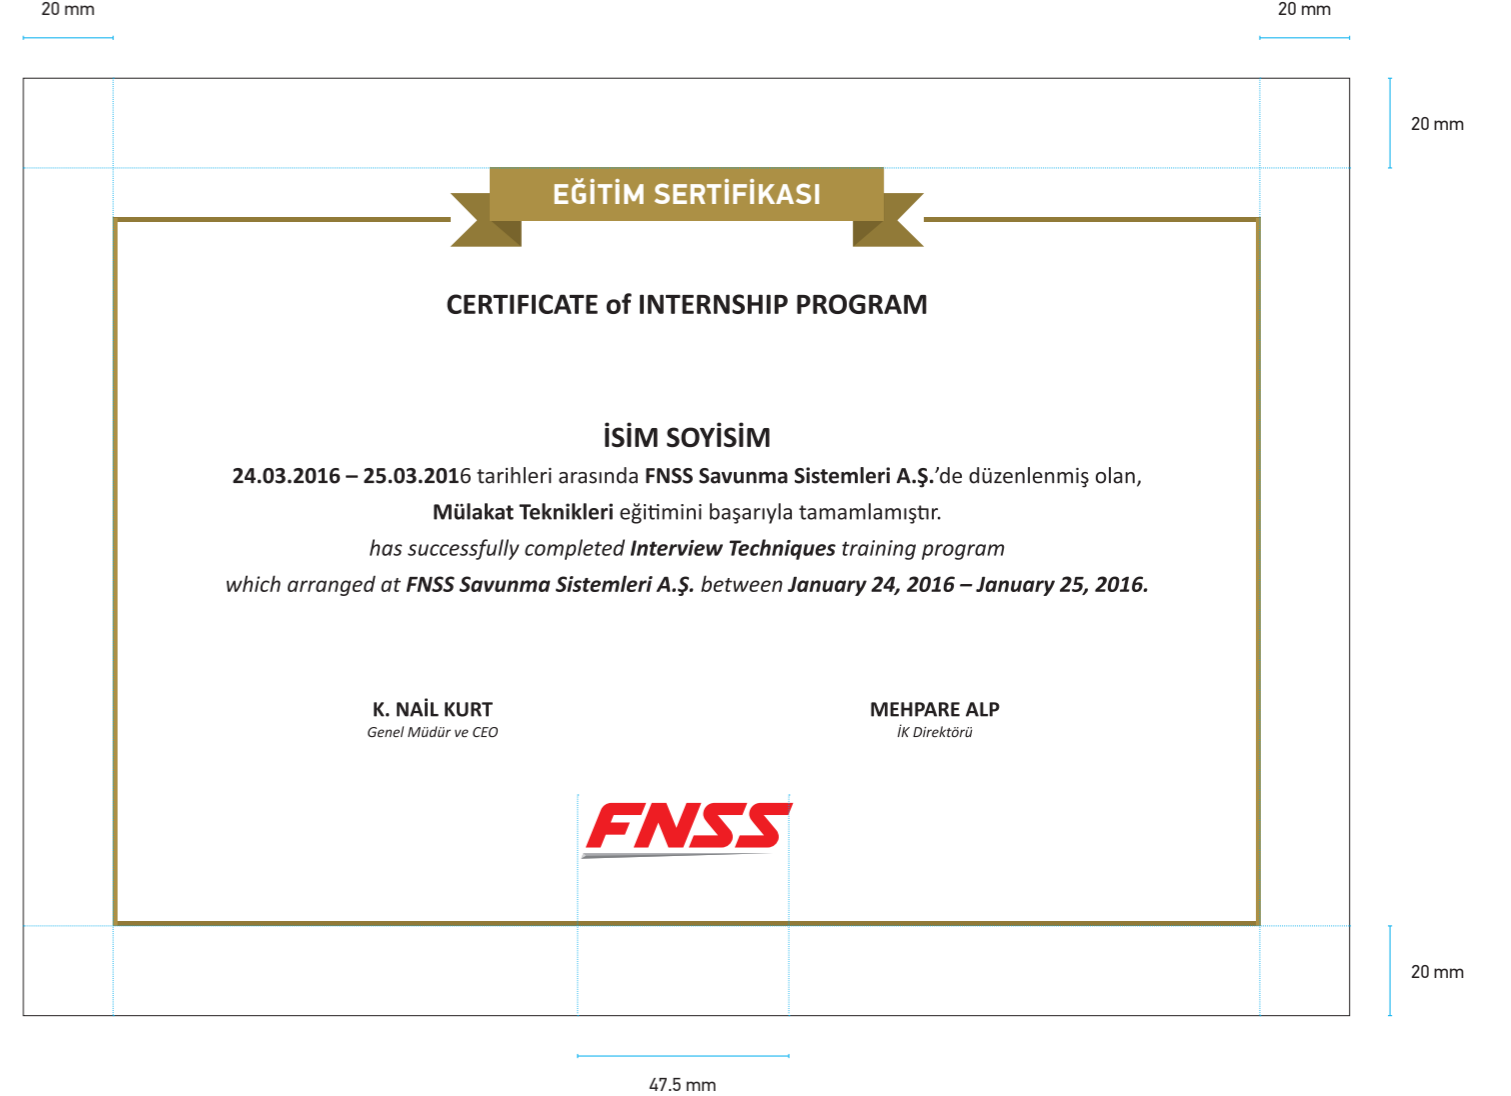 20 mm 20 mm
20 mm
EĞİTİM SERTİFİKASI
CERTIFICATE of INTERNSHIP PROGRAM
İSİM SOYİSİM
24.03.2016 – 25.03.2016 tarihleri arasında FNSS Savunma Sistemleri A.Ş.’de düzenlenmiş olan,
Mülakat Teknikleri eğitimini başarıyla tamamlamıştır.
has successfully completed Interview Techniques training program
which arranged at FNSS Savunma Sistemleri A.Ş. between January 24, 2016 – January 25, 2016.
K. NAİL KURT MEHPARE ALP
Genel Müdür ve CEO İK Direktörü
FNSS
20 mm
47.5 mm